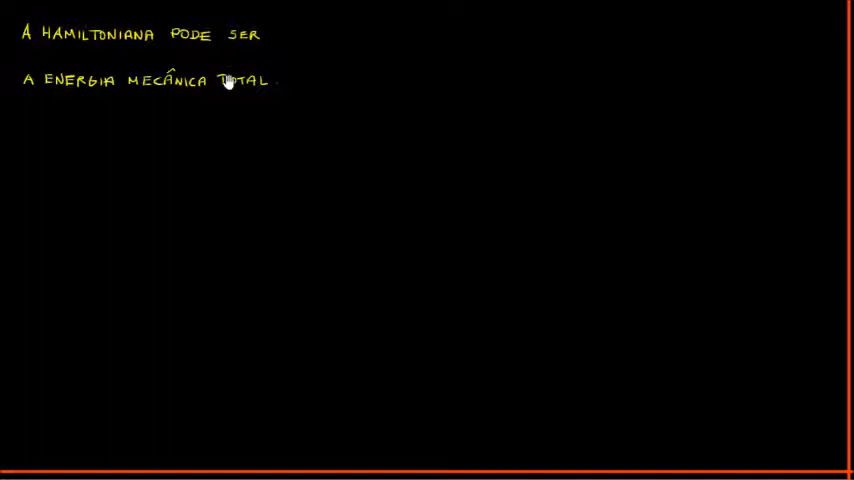 A HAMILTONIANA PODE SER
A ENERGIA MECÂNICA TOTAL.